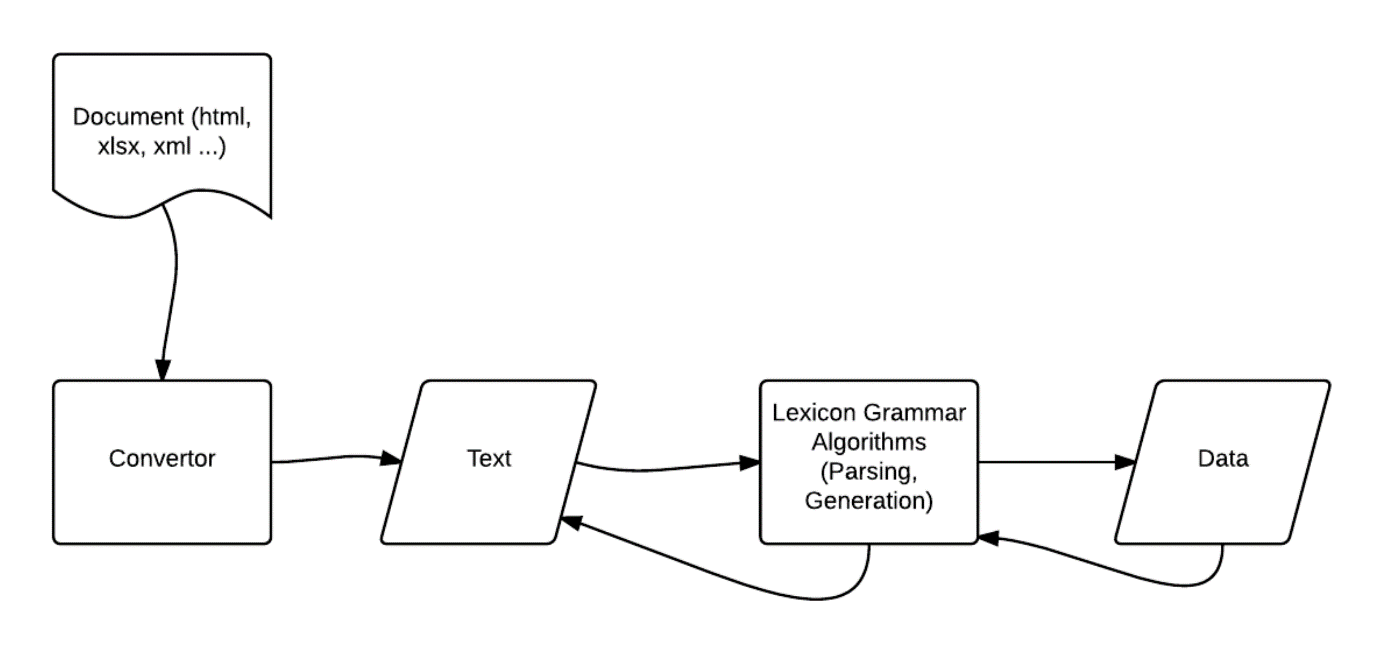 Document (html,
xlsx, xml ...)
Convertor
Text
Lexicon Grammar
Algorithms
(Parsing,
Generation)
Data